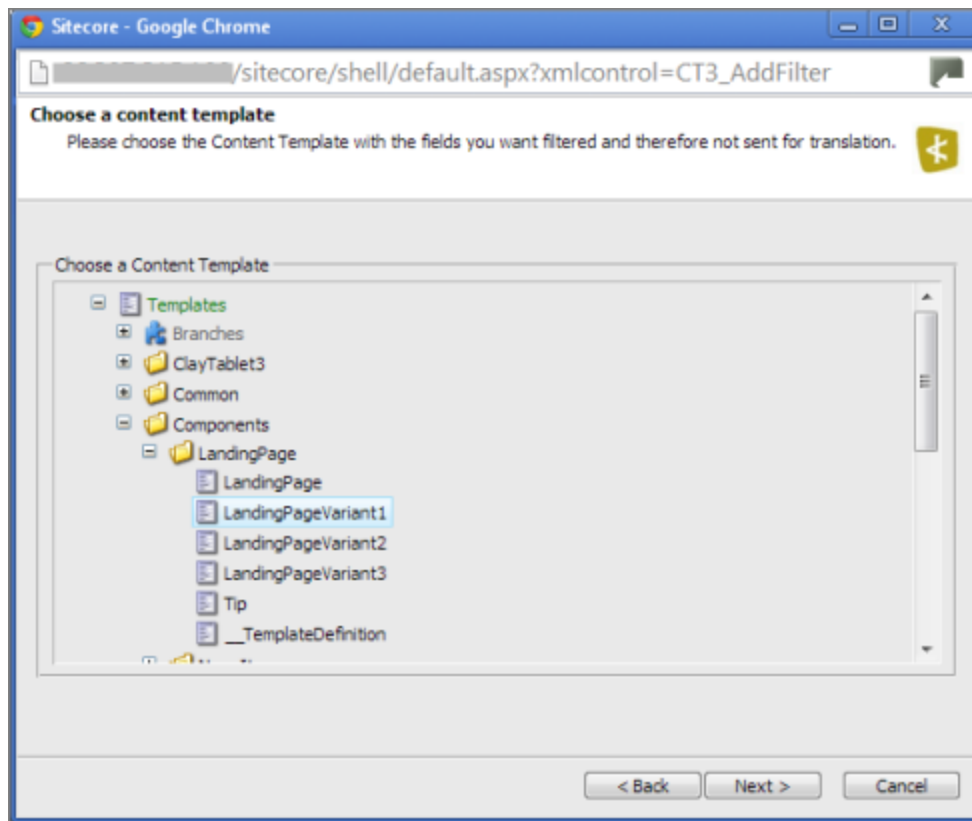 Sitecore - Google Chrome
/sitecore/shell/default.aspx?xmlcontrol=CT3_AddFilter
Choose a content template
Please choose the Content Template with the fields you want filtered and therefore not sent for translation.
Choose a Content Template
Templates
Branches
ClayTablet3
Common
Components
LandingPage
LandingPage
LandingPageVariant1
LandingPageVariant2
LandingPageVariant3
Tip
__TemplateDefinition
< Back Next > Cancel